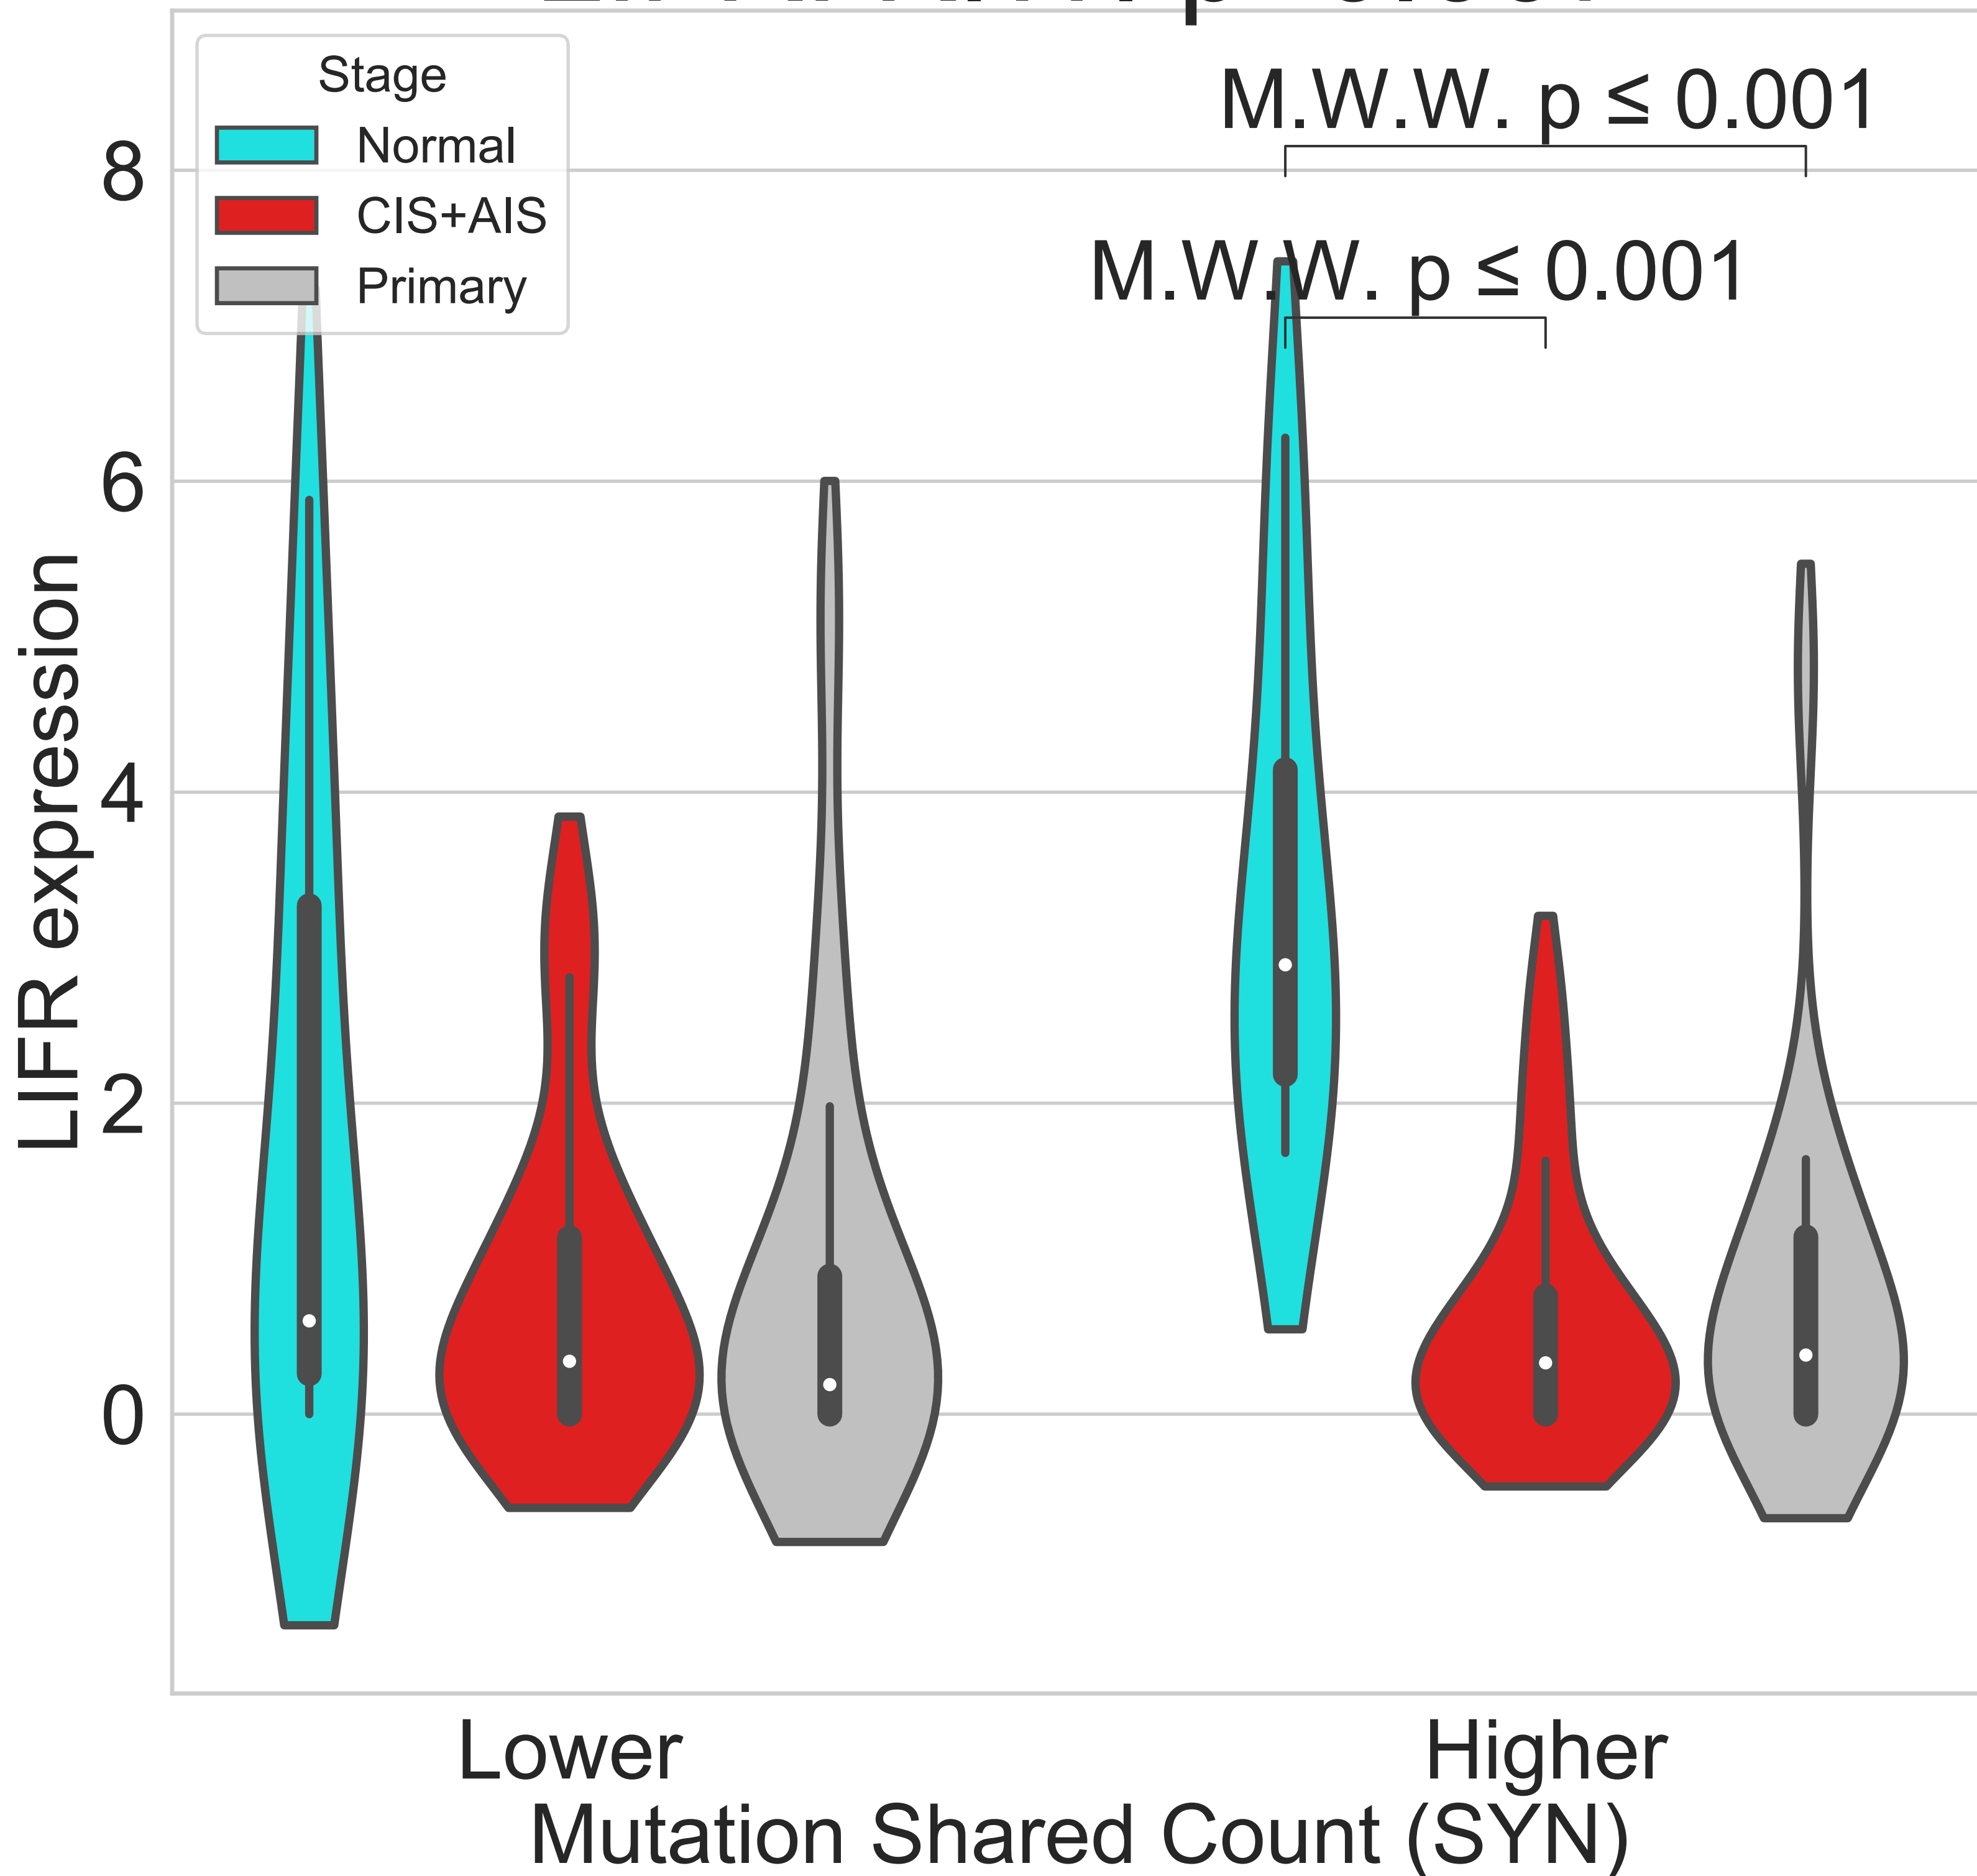 Stage
Normal
CIS+AIS
Primary
M.W.W. p ≤ 0.001
M.W.W. p ≤ 0.001
8
6
4
2
0
LIFR expression
Lower
Higher
Mutation Shared Count (SYN)